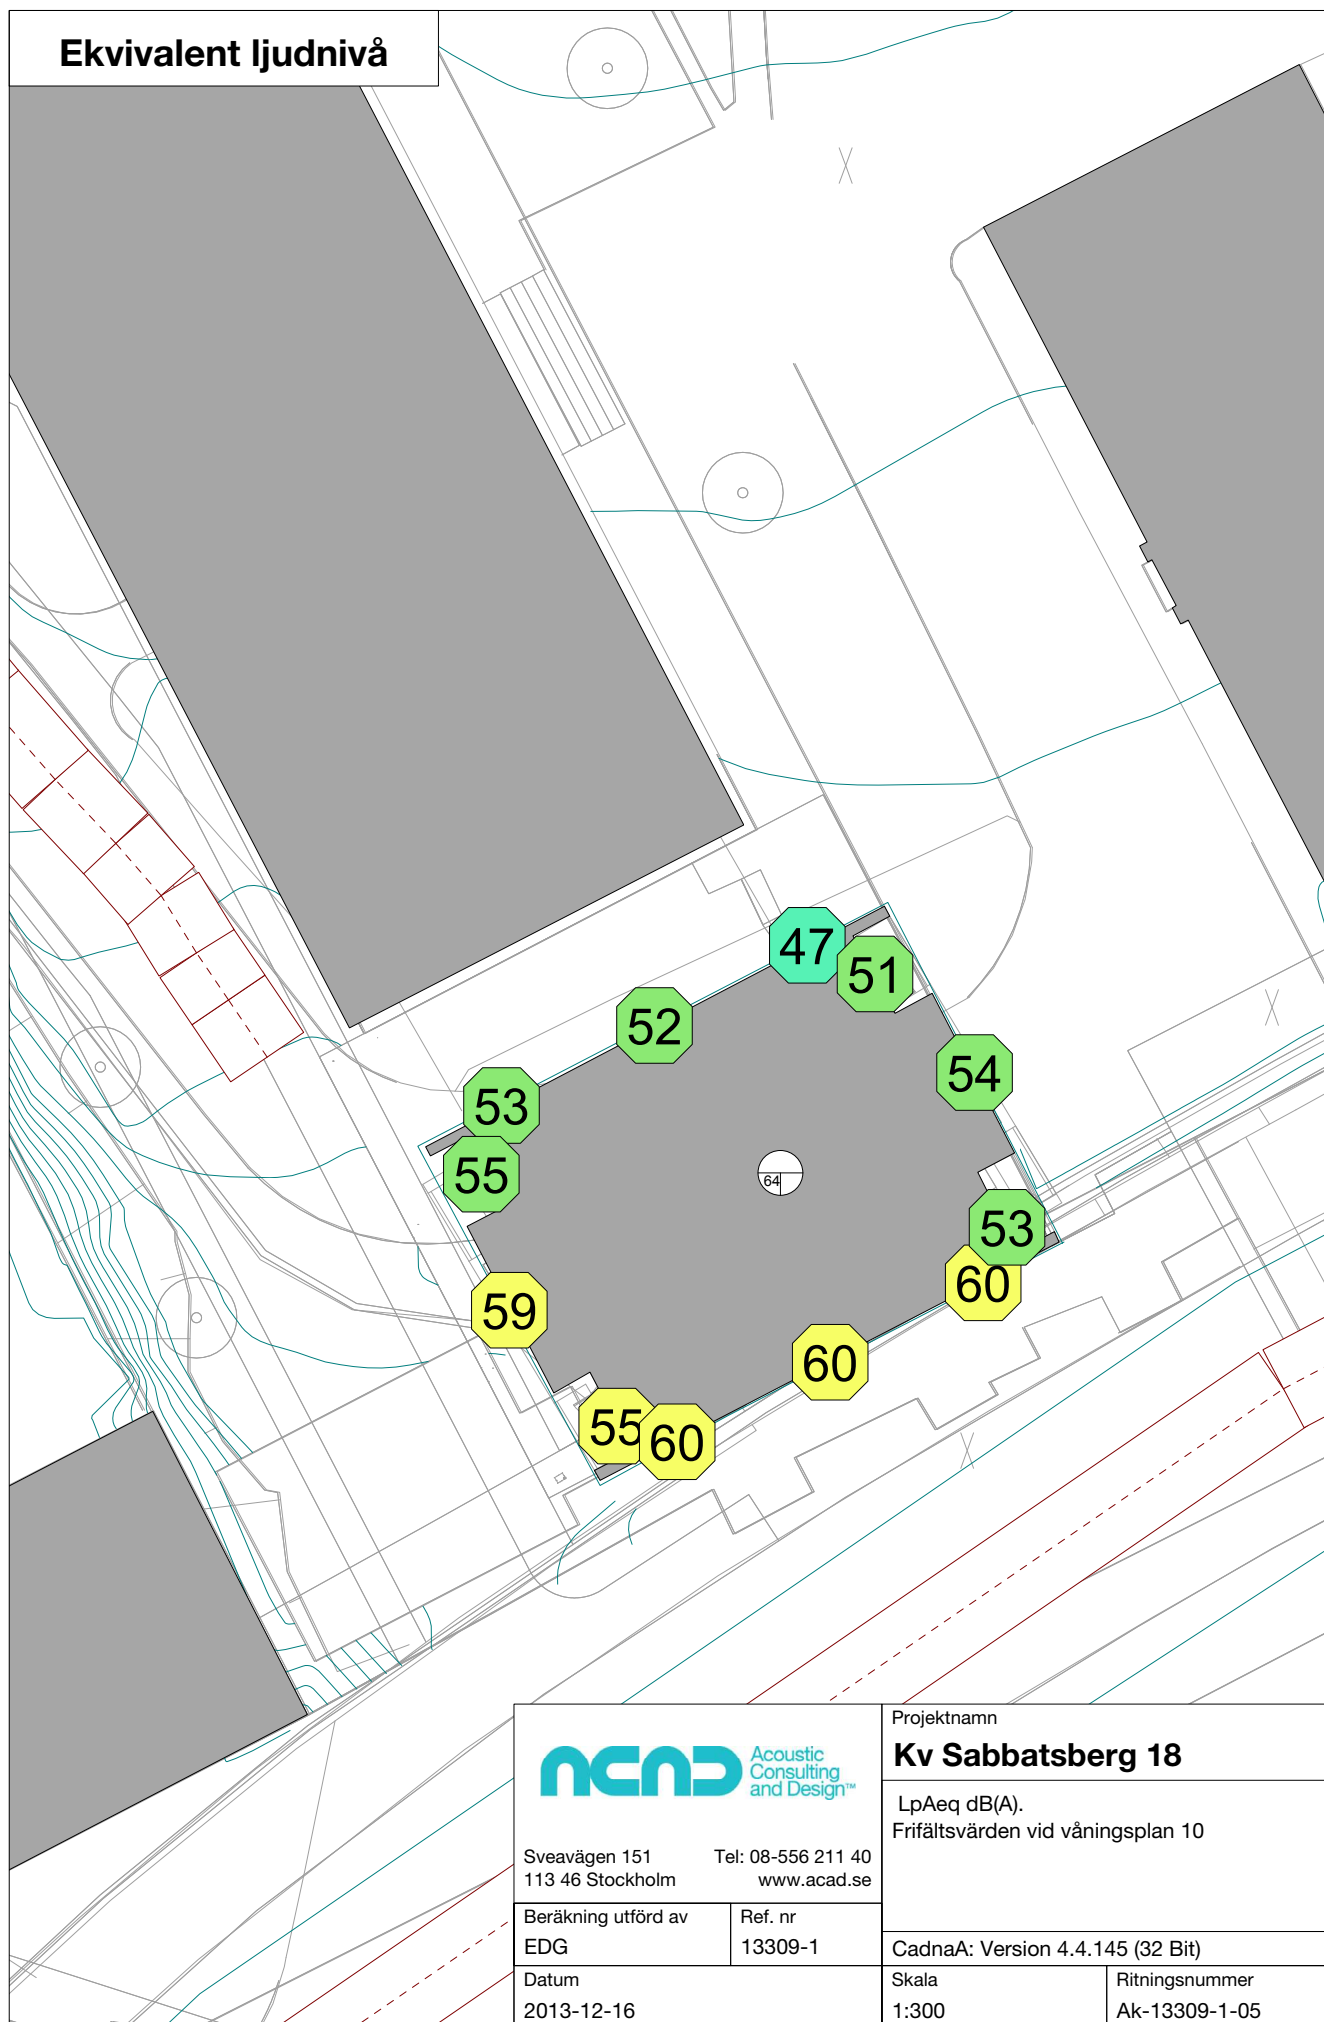 Ekvivalent ljudnivå
47
51
52
54
53
55
64
53
59
60
60
55
60
acad
Acoustic
Consulting
and Design™
Sveavägen 151
Tel: 08-556 211 40
113 46 Stockholm
www.acad.se
Beräkning utförd av
EDG
Ref. nr
13309-1
Datum
2013-12-16
Projektnamn
Kv Sabbatsberg 18
LpAeq dB(A).
Frifältsvärden vid våningsplan 10
CadnaA: Version 4.4.145 (32 Bit)
Skala
1:300
Ritningsnummer
Ak-13309-1-05